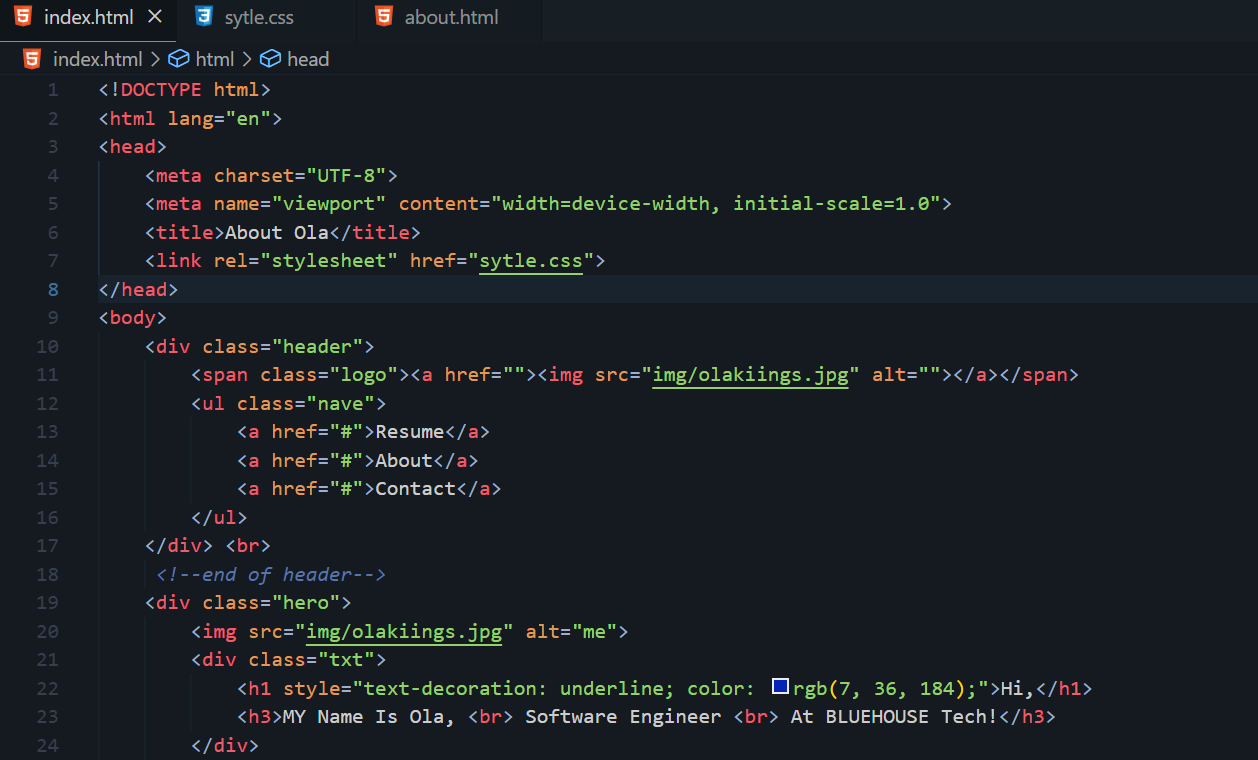 index.html sytle.css about.html
index.html > html > head
1 <!DOCTYPE html>
2 <html lang="en">
3 <head>
4 <meta charset="UTF-8">
5 <meta name="viewport" content="width=device-width, initial-scale=1.0">
6 <title>About Ola</title>
7 <link rel="stylesheet" href="sytle.css">
8 </head>
9 <body>
10 <div class="header">
11 <span class="logo"><a href=""><img src="img/olakiings.jpg" alt=""></a></span>
12 <ul class="nave">
13 <a href="#">Resume</a>
14 <a href="#">About</a>
15 <a href="#">Contact</a>
16 </ul>
17 </div> <br>
18 <!--end of header-->
19 <div class="hero">
20 <img src="img/olakiings.jpg" alt="me">
21 <div class="txt">
22 <h1 style="text-decoration: underline; color: rgb(7, 36, 184);">Hi,</h1>
23 <h3>MY Name Is Ola, <br> Software Engineer <br> At BLUEHOUSE Tech!</h3>
24 </div>